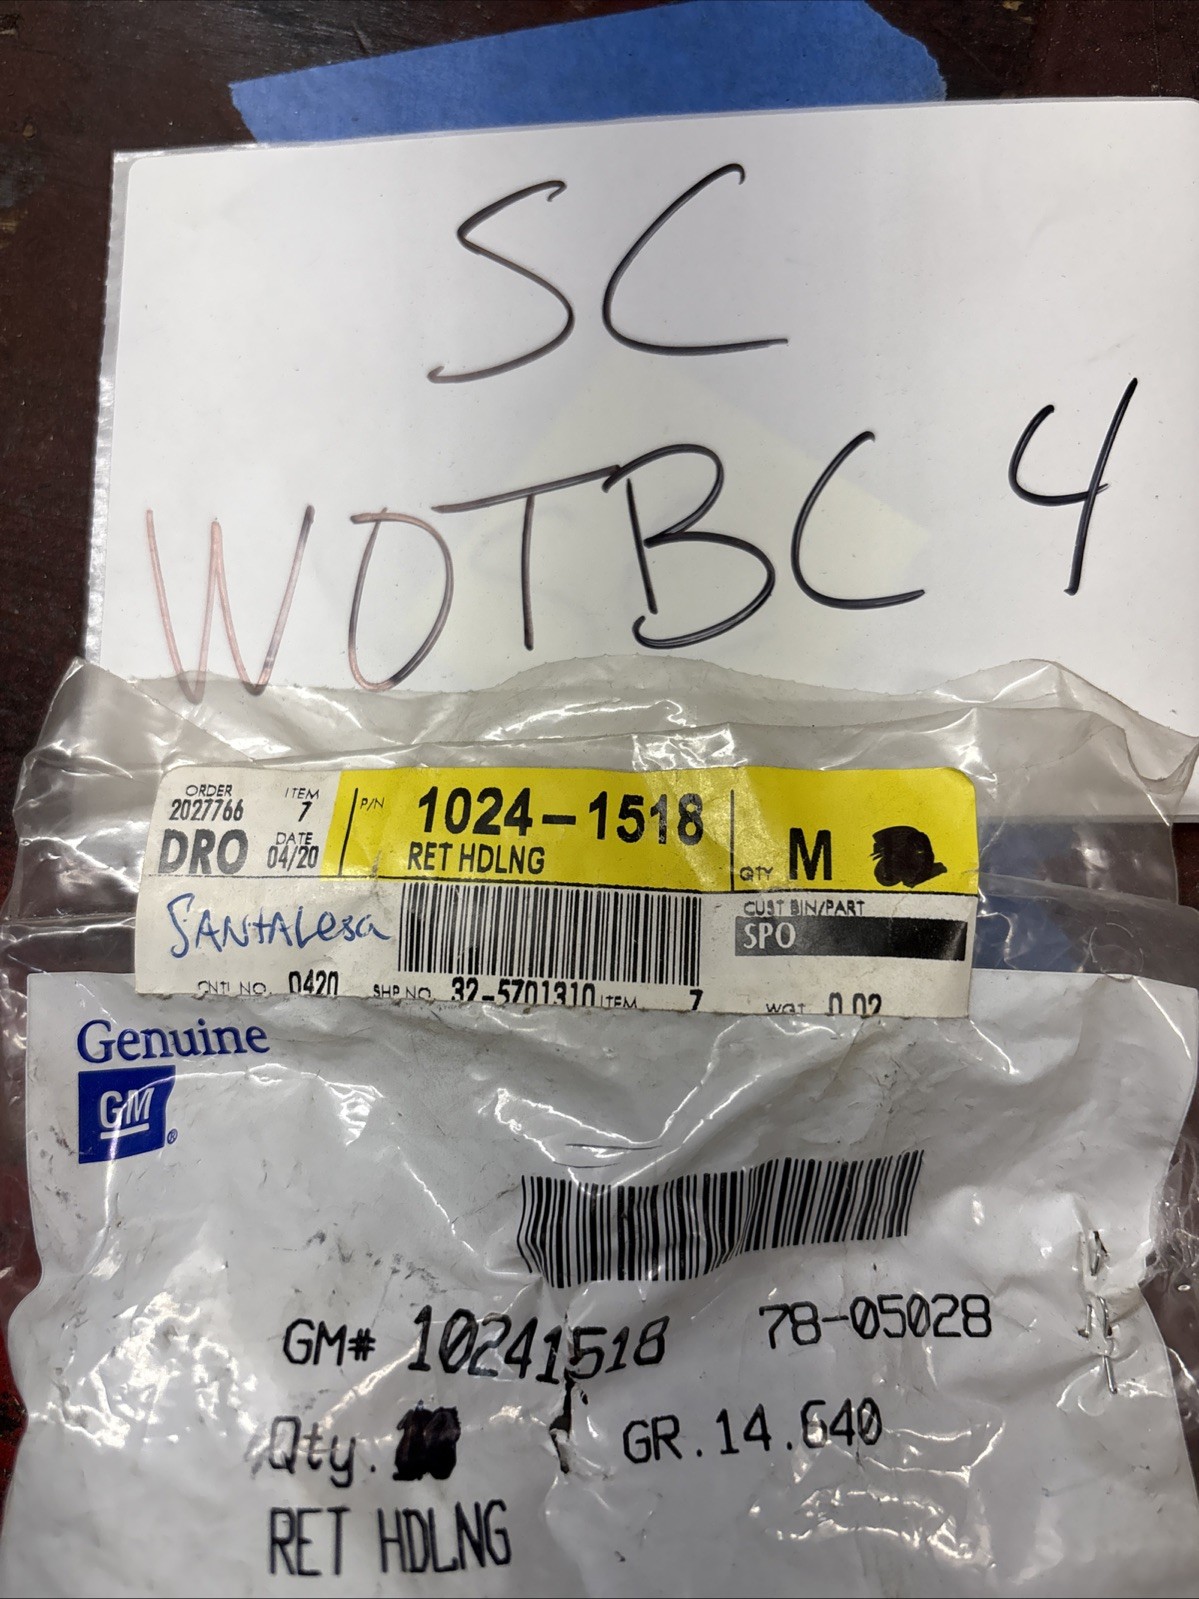 SC
WOTBC 4
ORDER ITEM
2027766 7
DRO DATE 04/20
P/N 1024-1518
RET HDLNG
QTY M
SANTALesa
CUST BIN/PART
SPO
CNTL NO. 0420 SHP NO. 32-5701310 ITEM 7 WGT 0.02
Genuine
GM®
GM# 10241518 78-05028
Qty. GR.14.640
RET HDLNG